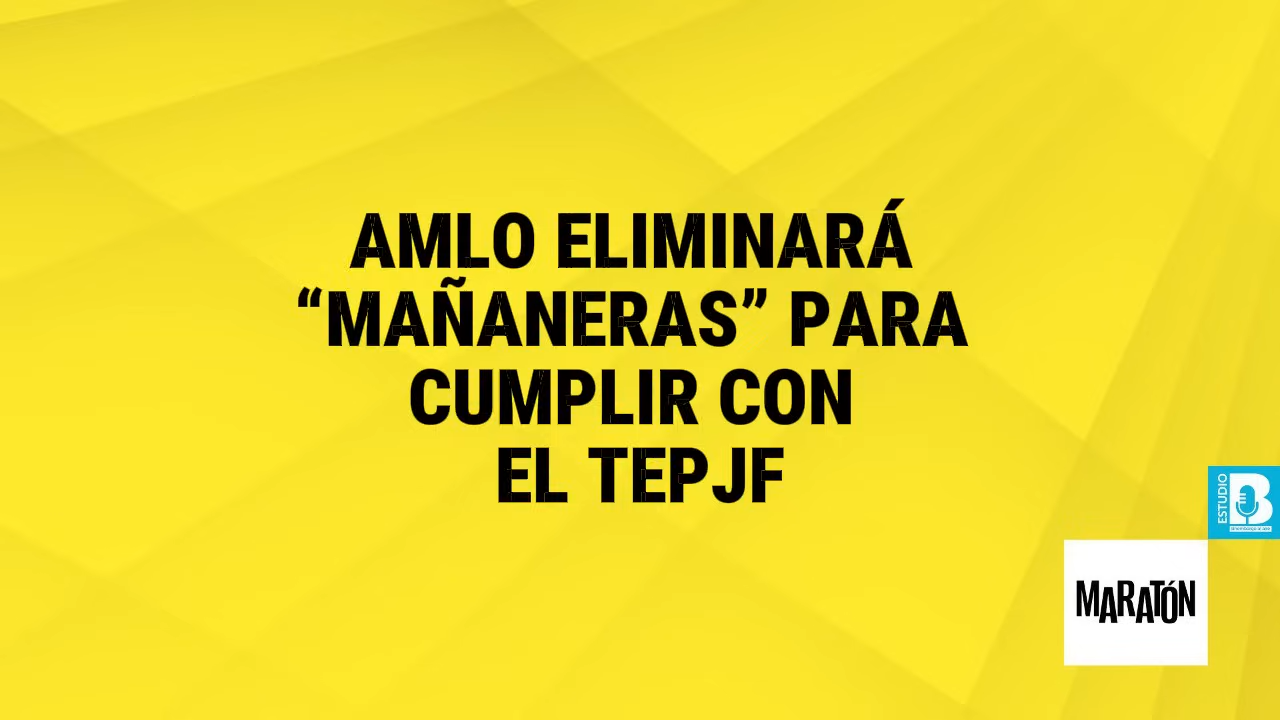 AMLO ELIMINARÁ
“MAÑANERAS” PARA
CUMPLIR CON
EL TEPJF
ESTUDIO
B
MARATÓN